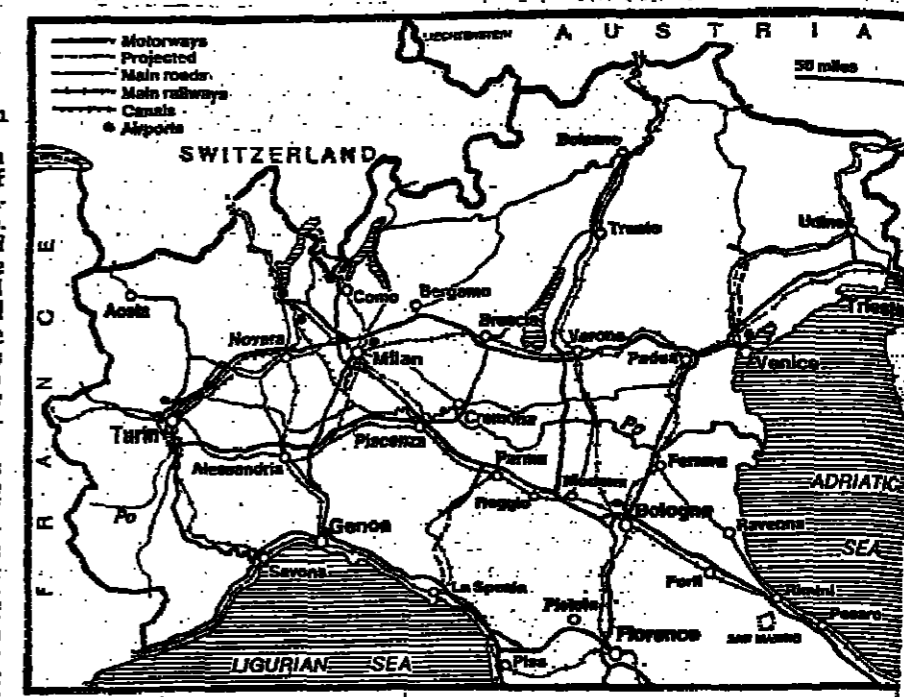 LIECHTENSTEIN
A U S T R I A
Motorways
Projected
Main roads
Main railways
Canals
Airports
50 miles
SWITZERLAND
Bolzano
Trento
Udine
Trieste
Como
Bergamo
Aosta
Brescia
Novara
Milan
Verona
Padua
Venice
FRANCE
Turin
Cremona
Po
Piacenza
Alessandria
Parma
Ferrara
Modena
Reggio
Bologna
ADRIATIC
SEA
Po
Genoa
Ravenna
Savona
Forli
La Spezia
Rimini
Pistoia
Pesaro
SAN MARINO
Florence
LIGURIAN SEA
Pisa